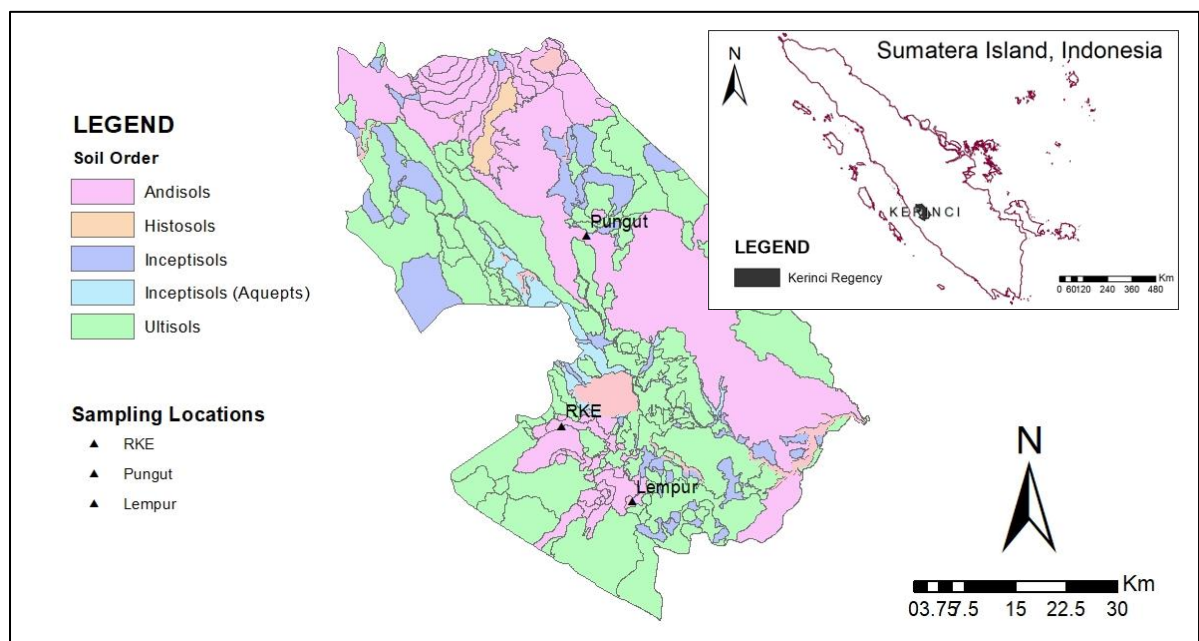 LEGEND
Soil Order
Andisols
Histosols
Inceptisols
Inceptisols (Aquepts)
Ultisols
Sampling Locations
RKE
Pungut
Lempur
Pungut
RKE
Lempur
N
Sumatera Island, Indonesia
KERINCI
LEGEND
Kerinci Regency
Km
0 60120 240 360 480
N
Km
03.757.5 15 22.5 30